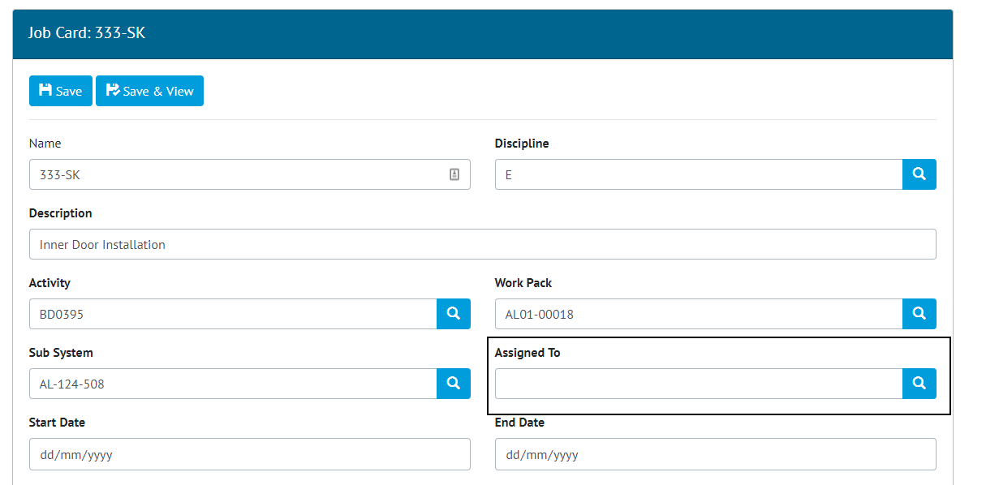 Job Card: 333-SK
Save Save & View
Name Discipline
333-SK E
Description
Inner Door Installation
Activity Work Pack
BD0395 AL01-00018
Sub System Assigned To
AL-124-508
Start Date End Date
dd/mm/yyyy dd/mm/yyyy